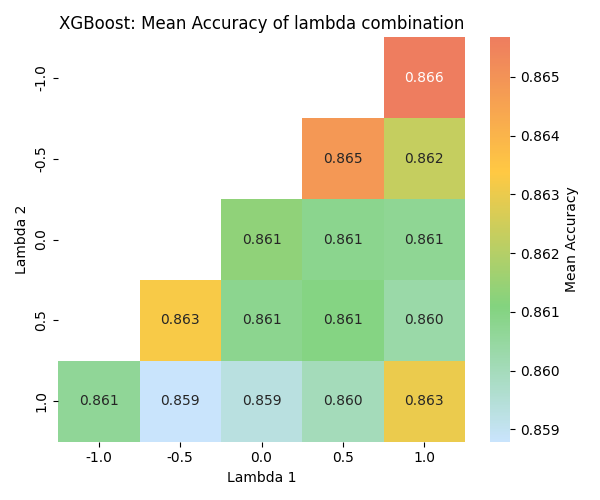 XGBoost: Mean Accuracy of lambda combination
-1.0
0.866
-0.5
0.865 0.862
0.0
0.861 0.861 0.861
0.5
0.863 0.861 0.861 0.860
1.0
0.861 0.859 0.859 0.860 0.863
Lambda 2
-1.0 -0.5 0.0 0.5 1.0
Lambda 1
0.865
0.864
0.863
0.862
0.861
0.860
0.859
Mean Accuracy